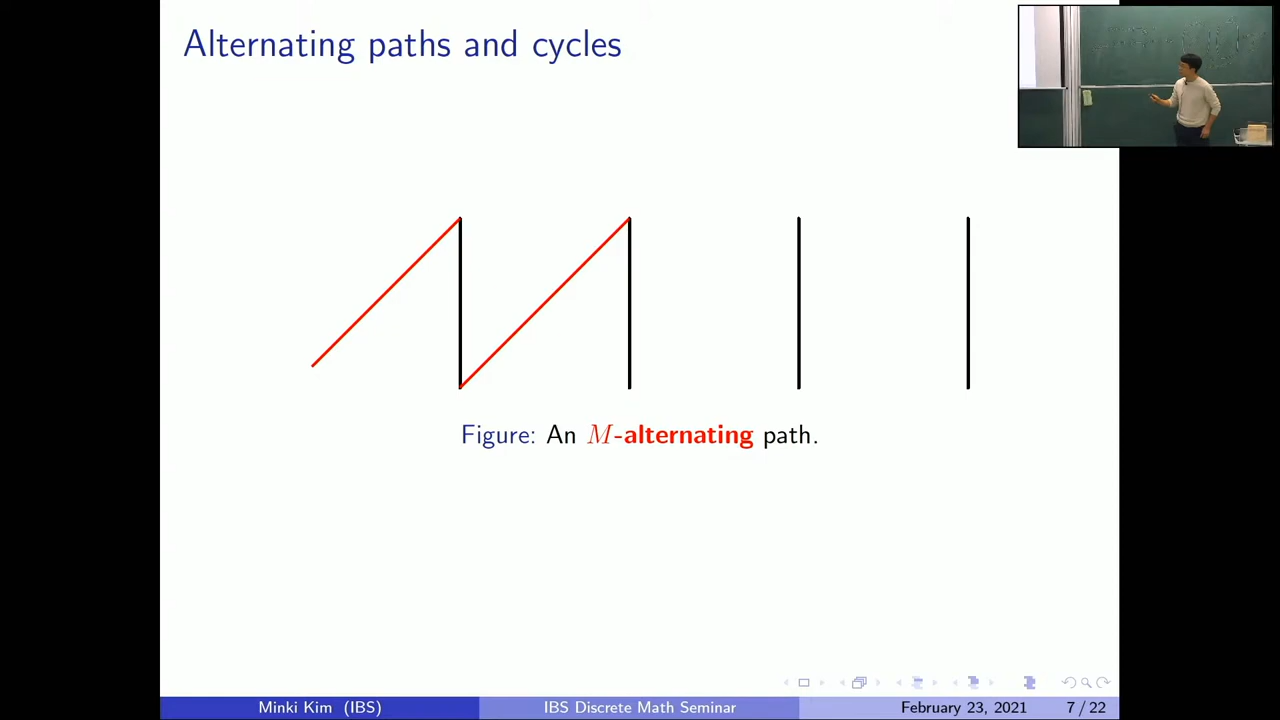 Alternating paths and cycles
Figure: An M-alternating path.
Minki Kim (IBS)
IBS Discrete Math Seminar
February 23, 2021
7 / 22